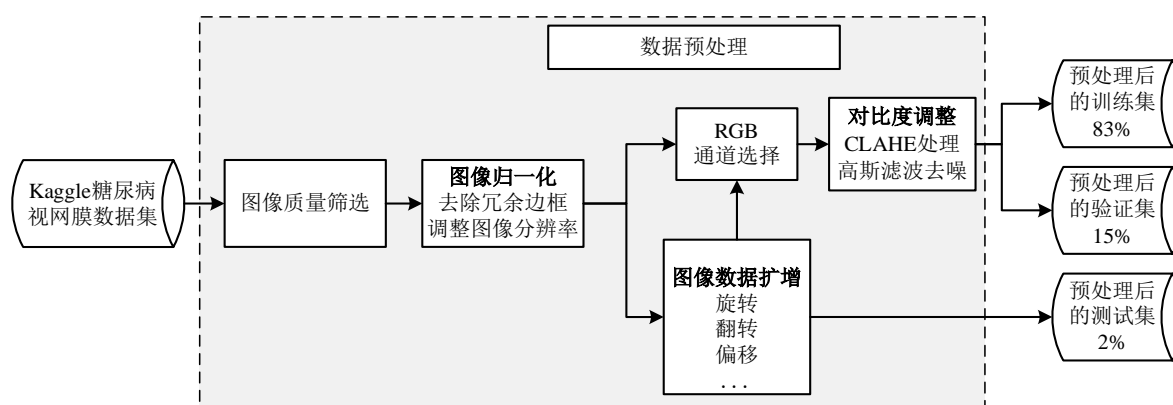 数据预处理
Kaggle糖尿病
视网膜数据集
图像质量筛选
图像归一化
去除冗余边框
调整图像分辨率
RGB
通道选择
对比度调整
CLAHE处理
高斯滤波去噪
图像数据扩增
旋转
翻转
偏移
. . .
预处理后
的训练集
83%
预处理后
的验证集
15%
预处理后
的测试集
2%